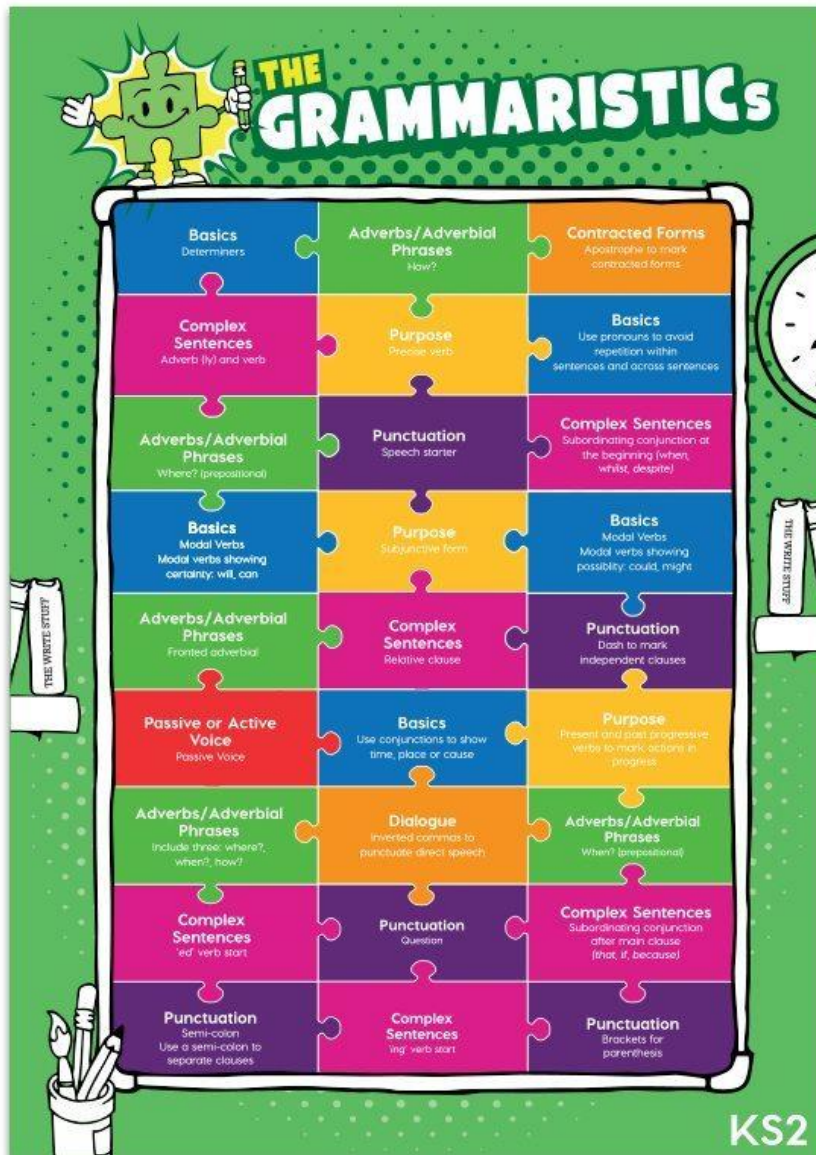 THE
GRAMMARISTICs
Basics
Determiners
Adverbs/Adverbial
Phrases
How?
Contracted Forms
Apostrophe to mark
contracted forms
Complex
Sentences
Adverb (ly) and verb
Purpose
Precise verb
Basics
Use pronouns to avoid
repetition within
sentences and across sentences
Adverbs/Adverbial
Phrases
Where? (prepositional)
Punctuation
Speech starter
Complex Sentences
Subordinating conjunction at
the beginning (when,
whilst, despite)
Basics
Modal Verbs
Modal verbs showing
certainty: will, can
Purpose
Subjunctive form
Basics
Modal Verbs
Modal verbs showing
possiblity: could, might
Adverbs/Adverbial
Phrases
Fronted adverbial
Complex
Sentences
Relative clause
Punctuation
Dash to mark
independent clauses
Passive or Active
Voice
Passive Voice
Basics
Use conjunctions to show
time, place or cause
Purpose
Present and past progressive
verbs to mark actions in
progress
Adverbs/Adverbial
Phrases
Include three: where?,
when?, how?
Dialogue
Inverted commas to
punctuate direct speech
Adverbs/Adverbial
Phrases
When? (prepositional)
Complex
Sentences
'ed' verb start
Punctuation
Question
Complex Sentences
Subordinating conjunction
after main clause
(that, if, because)
Punctuation
Semi-colon
Use a semi-colon to
separate clauses
Complex
Sentences
'ing' verb start
Punctuation
Brackets for
parenthesis
THE WRITE STUFF
THE WRITE STUFF
KS2